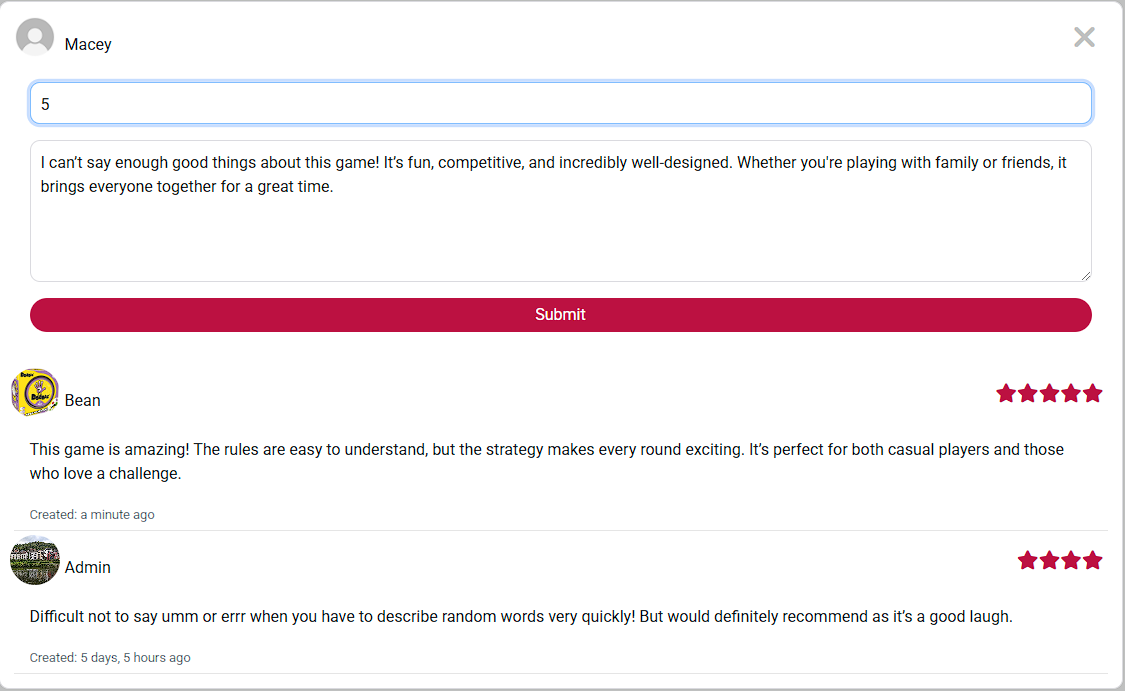 Macey
5
I can’t say enough good things about this game! It’s fun, competitive, and incredibly well-designed. Whether you're playing with family or friends, it
brings everyone together for a great time.
Submit
Bean
This game is amazing! The rules are easy to understand, but the strategy makes every round exciting. It’s perfect for both casual players and those
who love a challenge.
Created: a minute ago
Admin
Difficult not to say umm or errr when you have to describe random words very quickly! But would definitely recommend as it’s a good laugh.
Created: 5 days, 5 hours ago